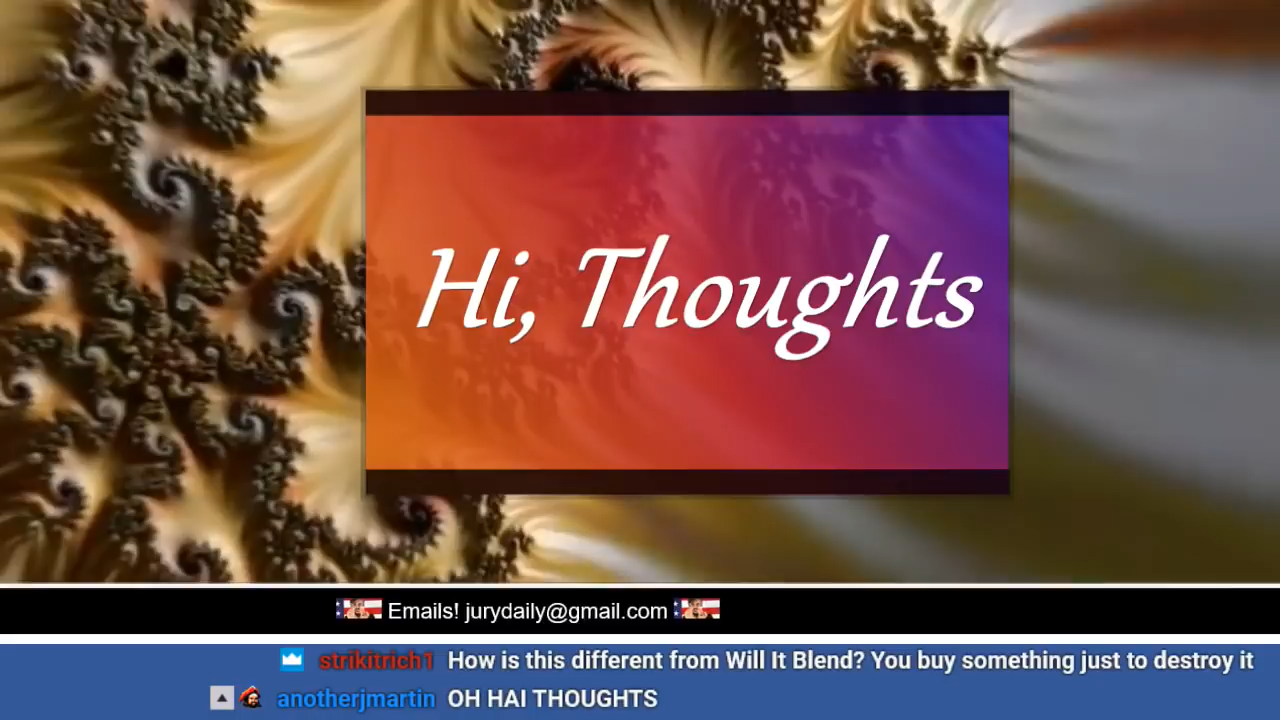 Hi, Thoughts
Emails! jurydaily@gmail.com
strikitrich1 How is this different from Will It Blend? You buy something just to destroy it
anotherjmartin OH HAI THOUGHTS